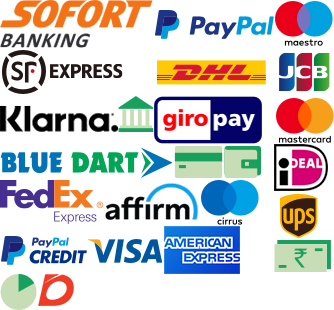 SOFORT
BANKING
PayPal
maestro
SF EXPRESS
DHL
JCB
Klarna.
giropay
mastercard
BLUE DART
iDEAL
FedEx®
Express
affirm
cirrus
ups
PayPal
CREDIT
VISA
AMERICAN
EXPRESS
₹